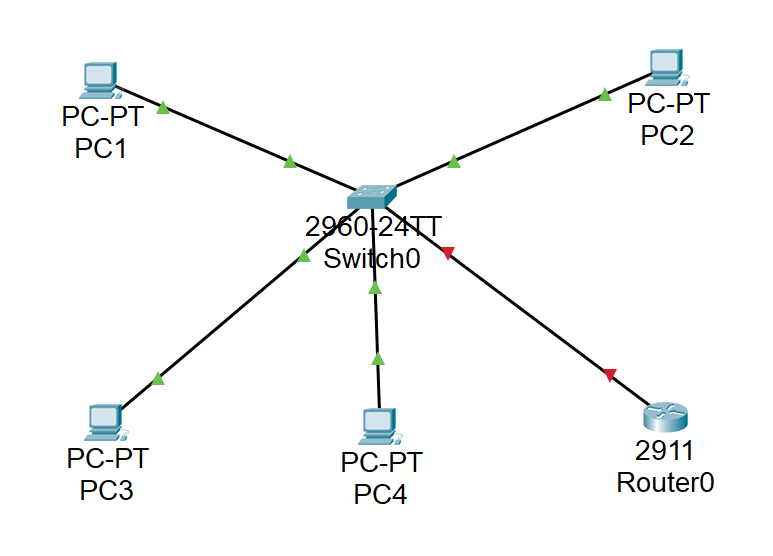 PC-PT
PC1
PC-PT
PC2
2960-24TT
Switch0
PC-PT
PC3
PC-PT
PC4
2911
Router0